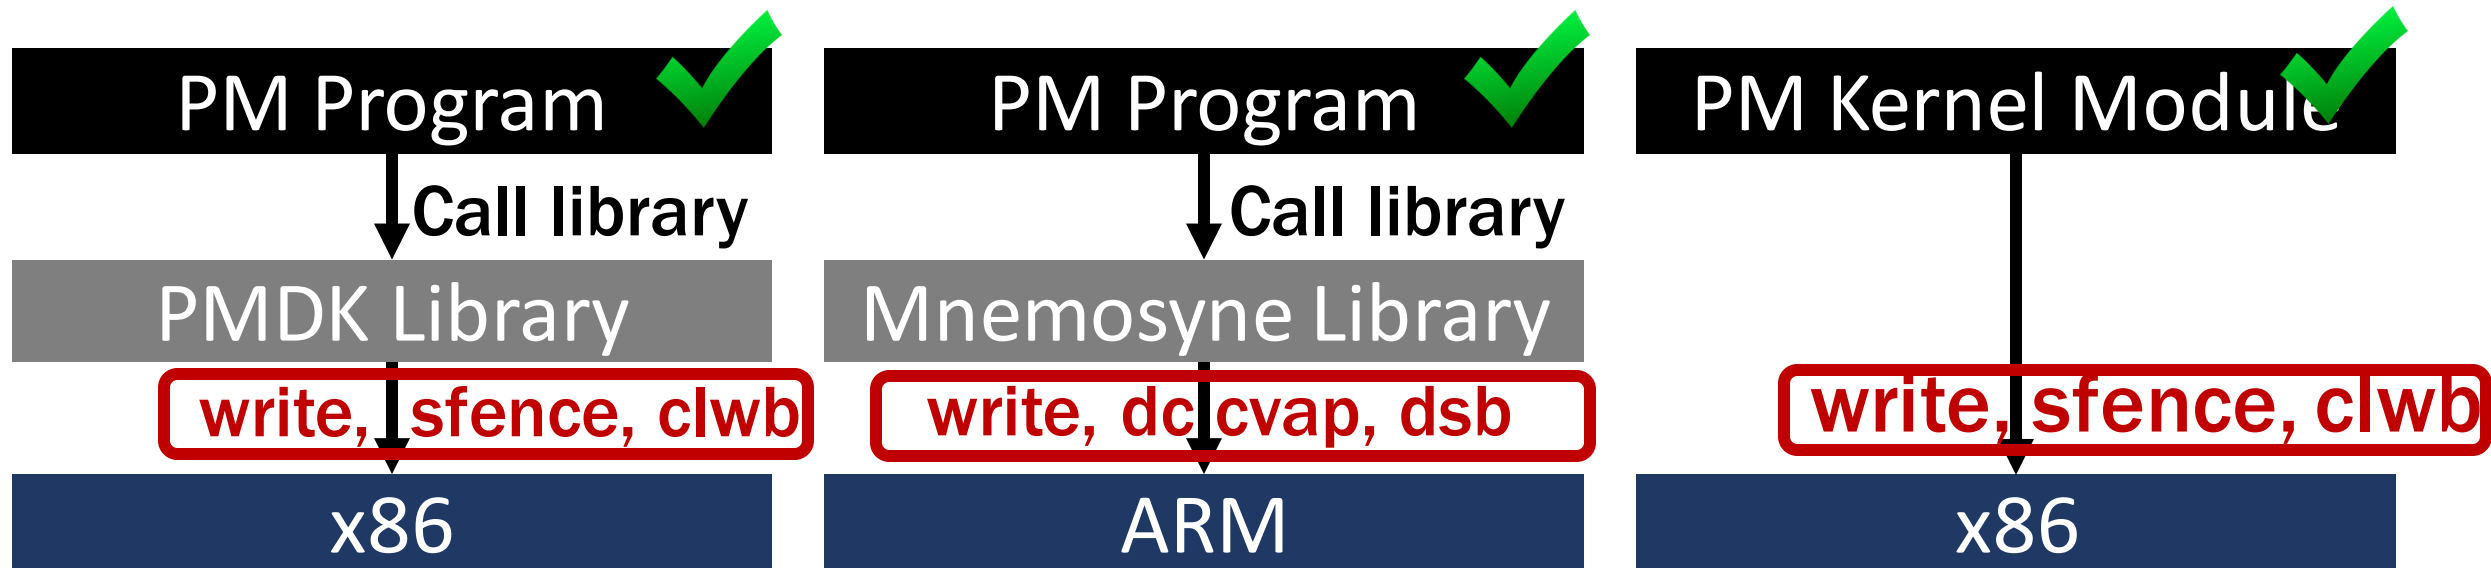 PM Program
Call library
PMDK Library
write, sfence, clwb
x86
PM Program
Call library
Mnemosyne Library
write, dc cvap, dsb
ARM
PM Kernel Module
write, sfence, clwb
x86